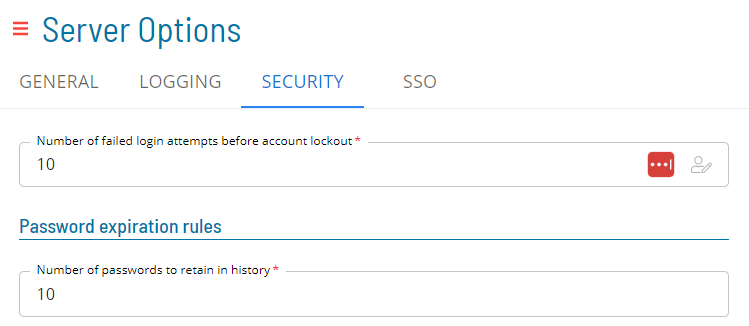 Server Options
GENERAL LOGGING SECURITY SSO
Number of failed login attempts before account lockout *
10
Password expiration rules
Number of passwords to retain in history *
10